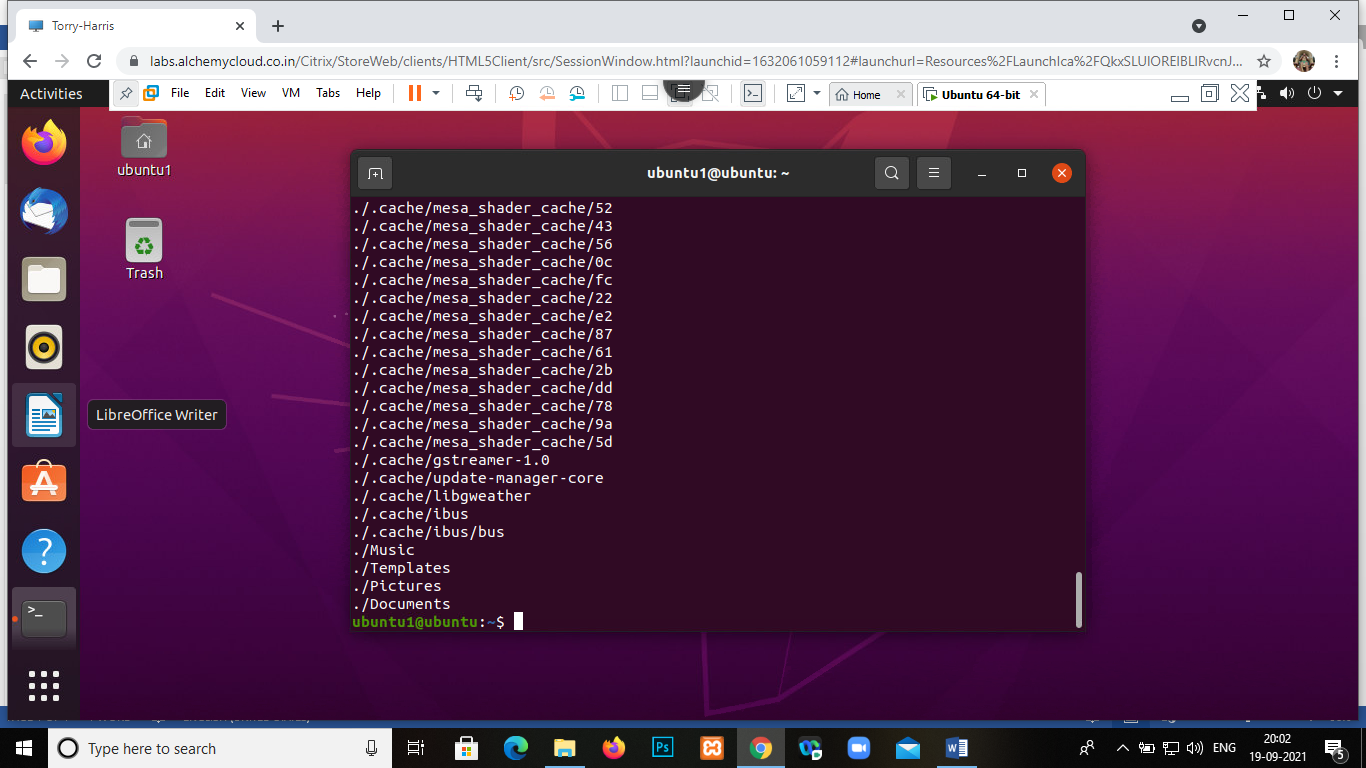 Torry-Harris
labs.alchemycloud.co.in/Citrix/StoreWeb/clients/HTML5Client/src/SessionWindow.html?launchid=1632061059112#launchurl=Resources%2FLaunchIca%2FQkxSLUlOREIBLlRvcnJ...
Activities
File Edit View VM Tabs Help
Home
Ubuntu 64-bit
ubuntu1
Trash
LibreOffice Writer
ubuntu1@ubuntu: ~
./.cache/mesa_shader_cache/52
./.cache/mesa_shader_cache/43
./.cache/mesa_shader_cache/56
./.cache/mesa_shader_cache/0c
./.cache/mesa_shader_cache/fc
./.cache/mesa_shader_cache/22
./.cache/mesa_shader_cache/e2
./.cache/mesa_shader_cache/87
./.cache/mesa_shader_cache/61
./.cache/mesa_shader_cache/2b
./.cache/mesa_shader_cache/dd
./.cache/mesa_shader_cache/78
./.cache/mesa_shader_cache/9a
./.cache/mesa_shader_cache/5d
./.cache/gstreamer-1.0
./.cache/update-manager-core
./.cache/libgweather
./.cache/ibus
./.cache/ibus/bus
./Music
./Templates
./Pictures
./Documents
ubuntu1@ubuntu:~$
Type here to search
Ps
ENG
20:02
19-09-2021
5